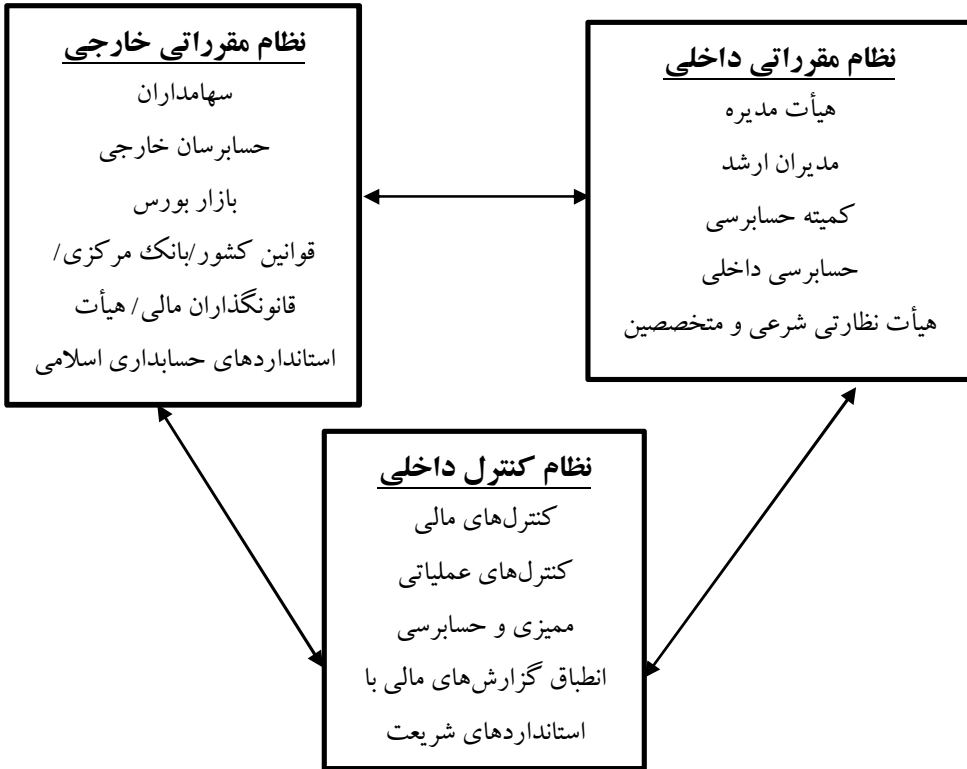 نظام مقرراتی داخلی
هیأت مدیره
مدیران ارشد
کمیته حسابرسی
حسابرسی داخلی
هیأت نظارتی شرعی و متخصصین
نظام مقرراتی خارجی
سهامداران
حسابرسان خارجی
بازار بورس
قوانین کشور/بانک مرکزی/
قانونگذاران مالی/ هیأت
استانداردهای حسابداری اسلامی
نظام کنترل داخلی
کنترل‌های مالی
کنترل‌های عملیاتی
ممیزی و حسابرسی
انطباق گزارش‌های مالی با
استانداردهای شریعت